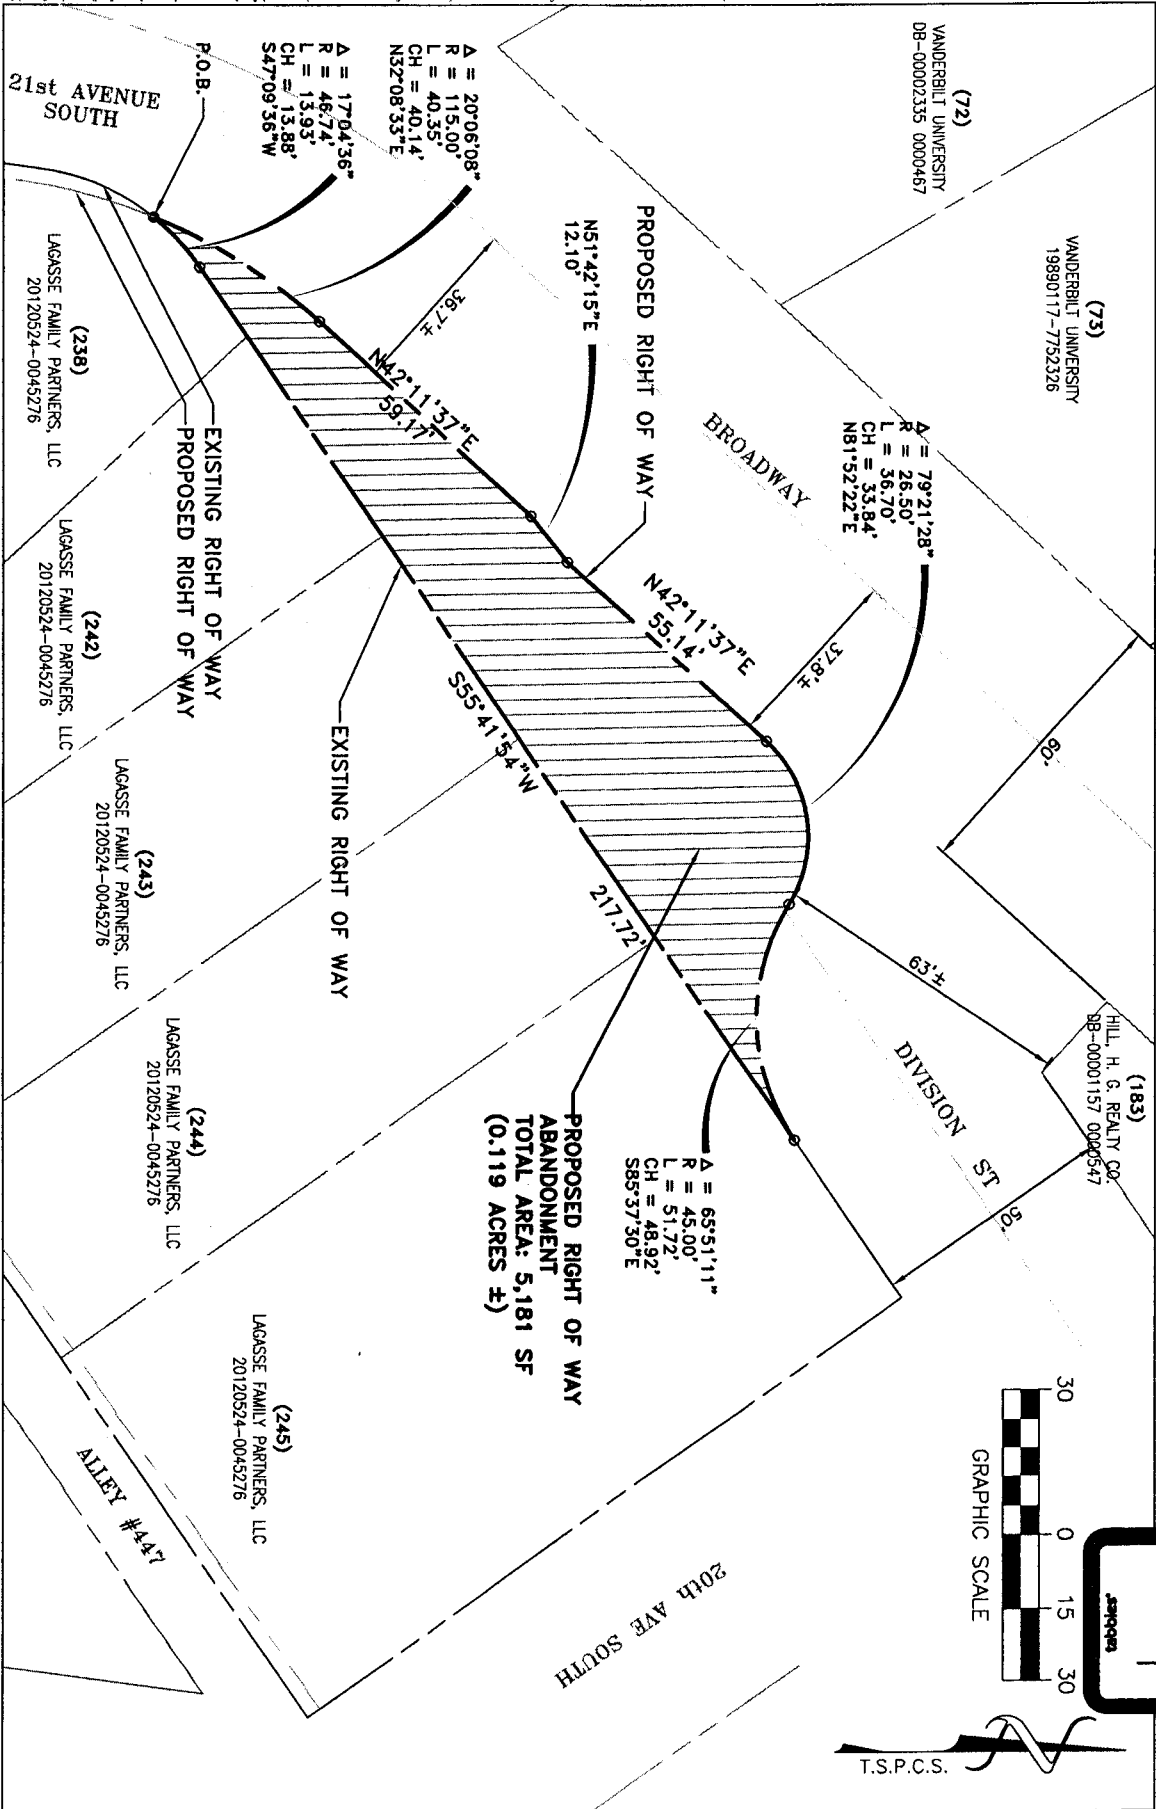 (72)
VANDERBILT UNIVERSITY
DB-00002335 0000467
(73)
VANDERBILT UNIVERSITY
19890117-7752326
(183)
HILL, H. G. REALTY CO.
DB-00001157 0000547
Δ = 20°06'08"
R = 115.00'
L = 40.35'
CH = 40.14'
N32°08'33"E
Δ = 17°04'36"
R = 46.74'
L = 13.93'
CH = 13.88'
S47°09'36"W
P.O.B.
21st AVENUE
SOUTH
N51°42'15"E
12.10'
PROPOSED RIGHT OF WAY
BROADWAY
Δ = 79°21'28"
R = 26.50'
L = 36.70'
CH = 33.84'
N81°52'22"E
36.7'±
N42°11'37"E
59.17'
N42°11'37"E
55.14'
37.8'±
60'
63'±
DIVISION ST
50'
S55°41'54"W
217.72'
Δ = 65°51'11"
R = 45.00'
L = 51.72'
CH = 48.92'
S85°37'30"E
PROPOSED RIGHT OF WAY
ABANDONMENT
TOTAL AREA: 5,181 SF
(0.119 ACRES ±)
EXISTING RIGHT OF WAY
EXISTING RIGHT OF WAY
PROPOSED RIGHT OF WAY
(238)
LAGASSE FAMILY PARTNERS, LLC
20120524-0045276
(242)
LAGASSE FAMILY PARTNERS, LLC
20120524-0045276
(243)
LAGASSE FAMILY PARTNERS, LLC
20120524-0045276
(244)
LAGASSE FAMILY PARTNERS, LLC
20120524-0045276
(245)
LAGASSE FAMILY PARTNERS, LLC
20120524-0045276
ALLEY #447
20th AVE SOUTH
30 0 15 30
GRAPHIC SCALE
N
T.S.P.C.S.
tabbies